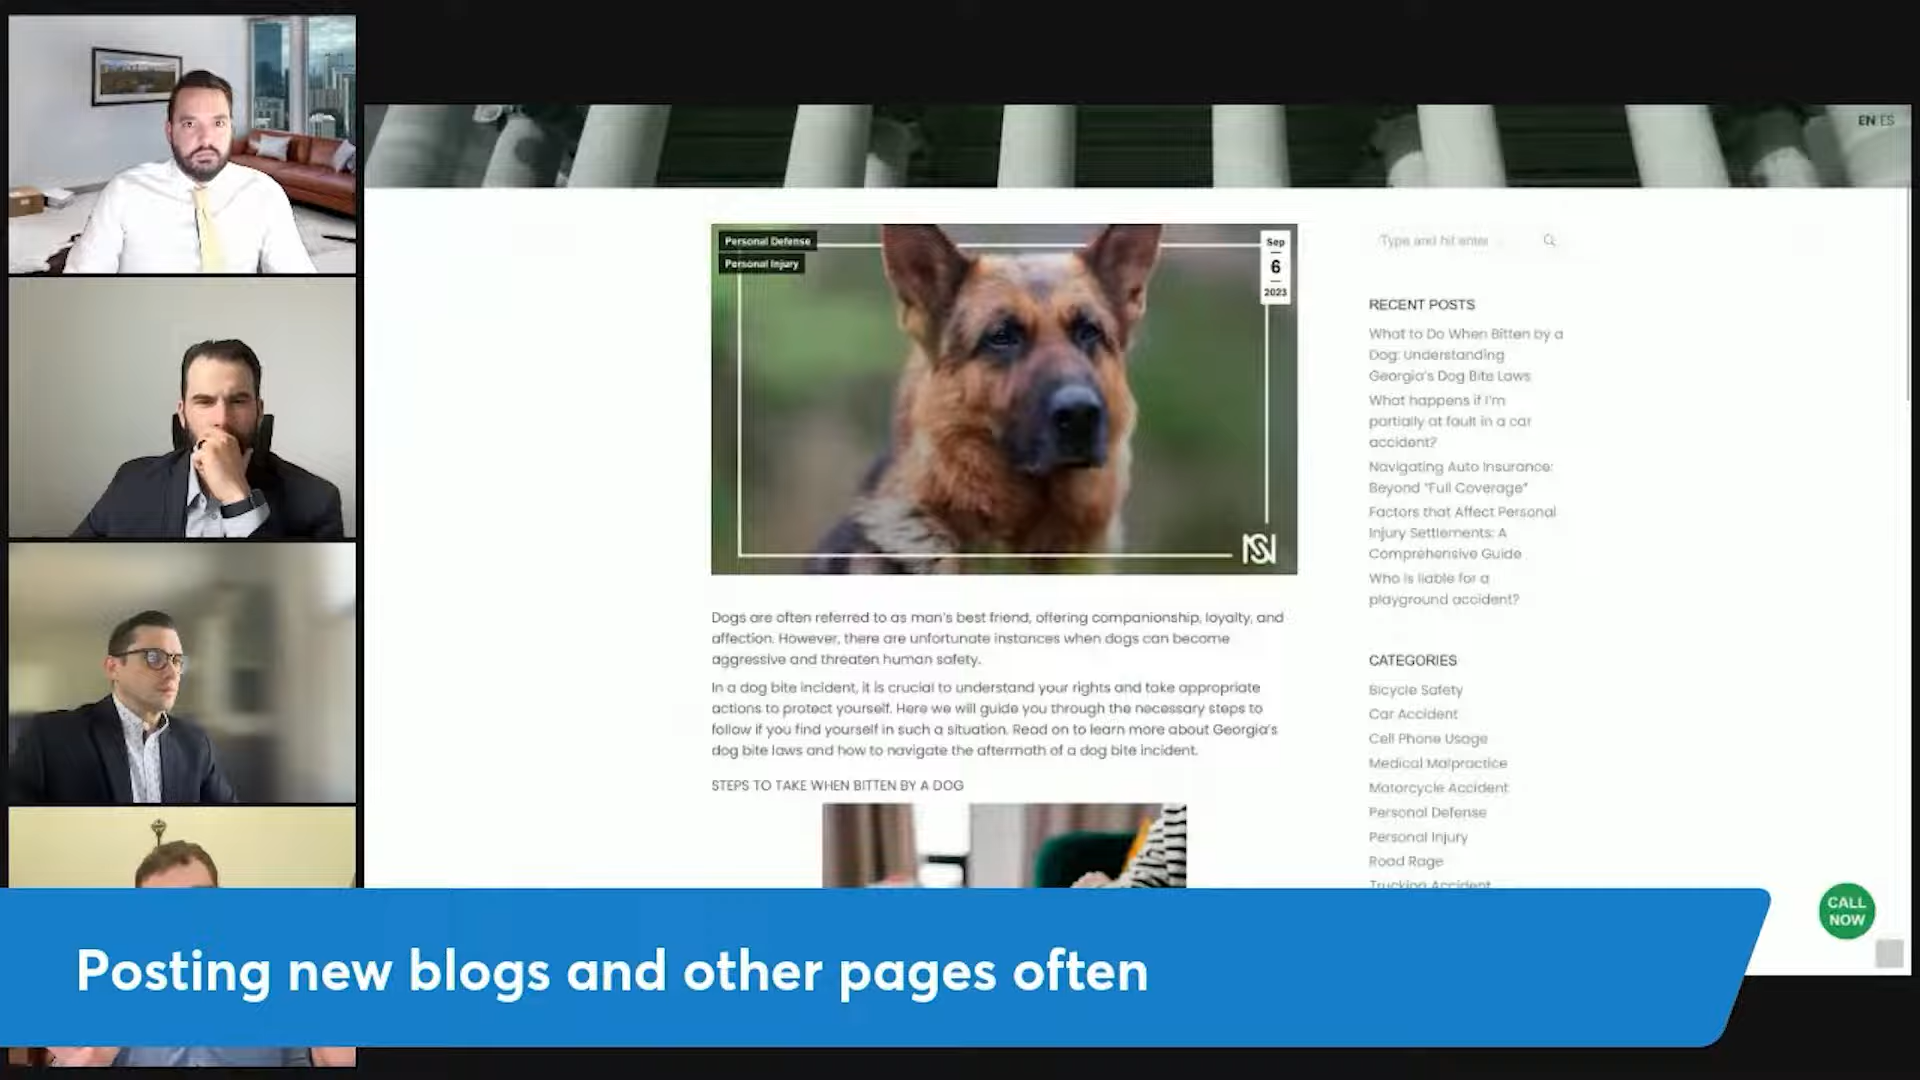 EN ES
Personal Defense
Personal Injury
Sep
6
2023
Dogs are often referred to as man's best friend, offering companionship, loyalty, and
affection. However, there are unfortunate instances when dogs can become
aggressive and threaten human safety.
In a dog bite incident, it is crucial to understand your rights and take appropriate
actions to protect yourself. Here we will guide you through the necessary steps to
follow if you find yourself in such a situation. Read on to learn more about Georgia's
dog bite laws and how to navigate the aftermath of a dog bite incident.
STEPS TO TAKE WHEN BITTEN BY A DOG
Type and hit enter ...
RECENT POSTS
What to Do When Bitten by a
Dog: Understanding
Georgia's Dog Bite Laws
What happens if I'm
partially at fault in a car
accident?
Navigating Auto Insurance:
Beyond "Full Coverage"
Factors that Affect Personal
Injury Settlements: A
Comprehensive Guide
Who is liable for a
playground accident?
CATEGORIES
Bicycle Safety
Car Accident
Cell Phone Usage
Medical Malpractice
Motorcycle Accident
Personal Defense
Personal Injury
Road Rage
Trucking Accident
CALL
NOW
Posting new blogs and other pages often